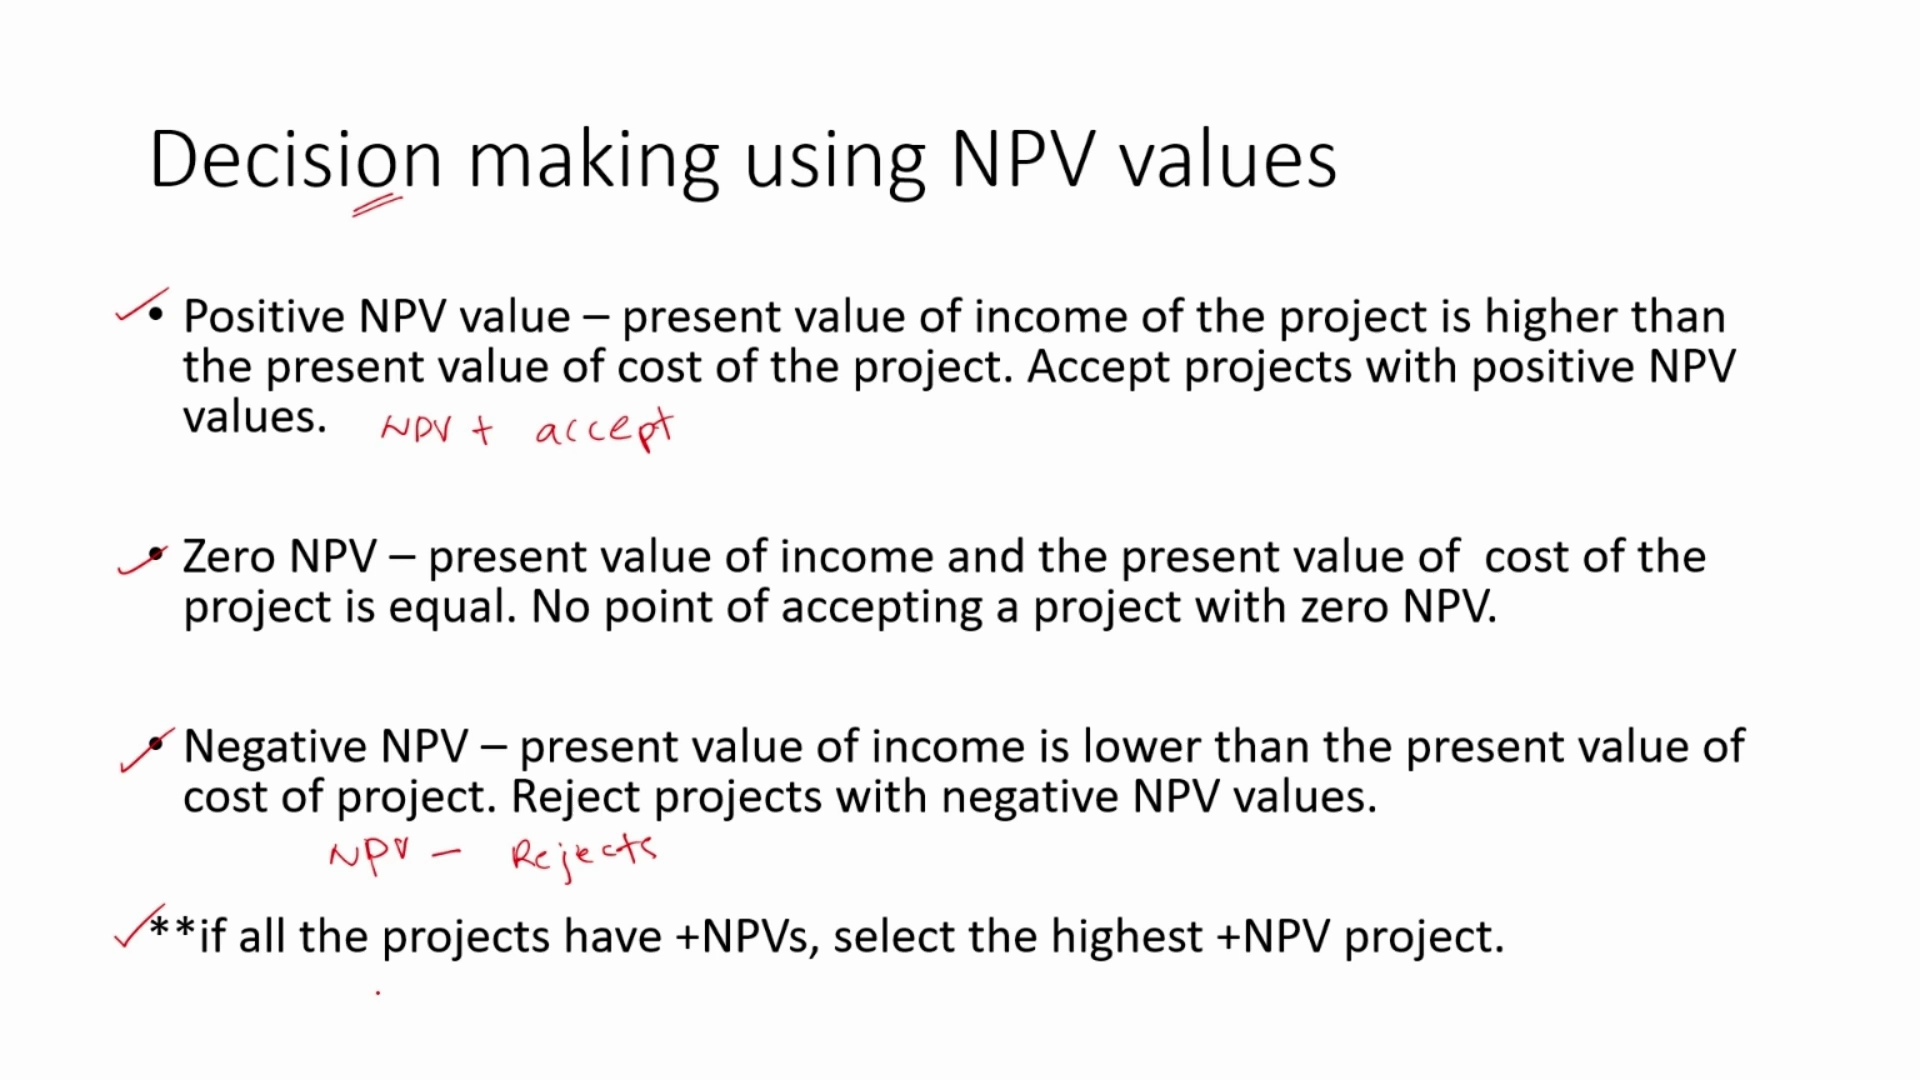 Decision making using NPV values
• Positive NPV value – present value of income of the project is higher than
the present value of cost of the project. Accept projects with positive NPV
values.
NPV + accept
• Zero NPV – present value of income and the present value of  cost of the
project is equal. No point of accepting a project with zero NPV.
• Negative NPV – present value of income is lower than the present value of
cost of project. Reject projects with negative NPV values.
NPV – Rejects
**if all the projects have +NPVs, select the highest +NPV project.